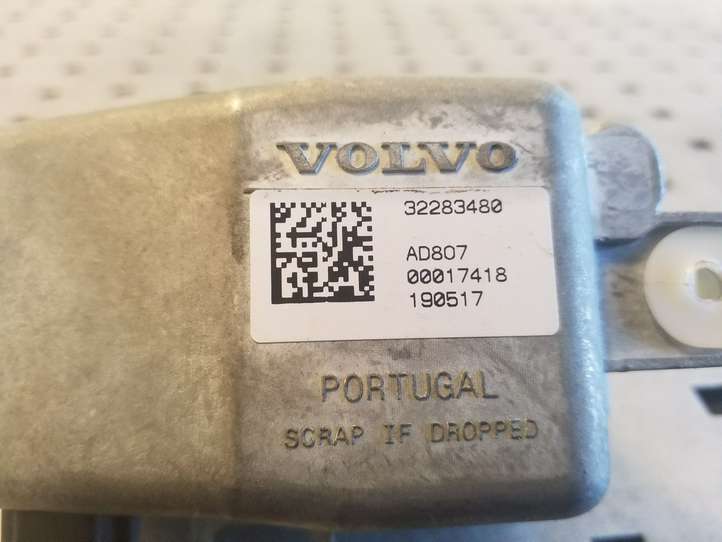 VOLVO
32283480
AD807
00017418
190517
PORTUGAL
SCRAP IF DROPPED